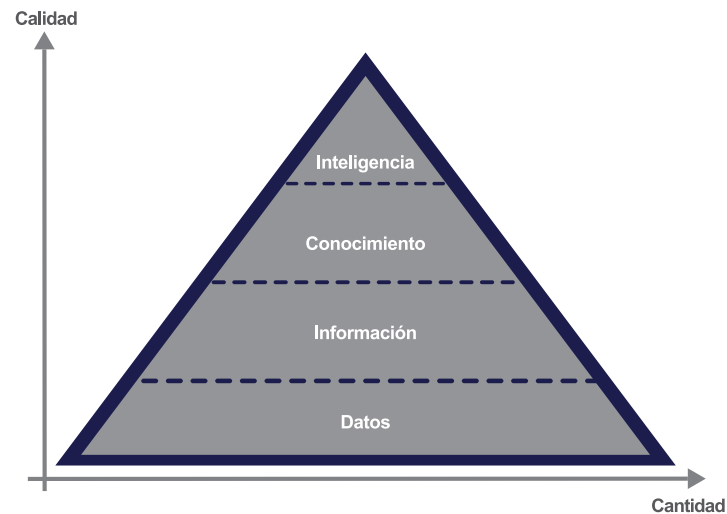 Calidad
Inteligencia
Conocimiento
Información
Datos
Cantidad